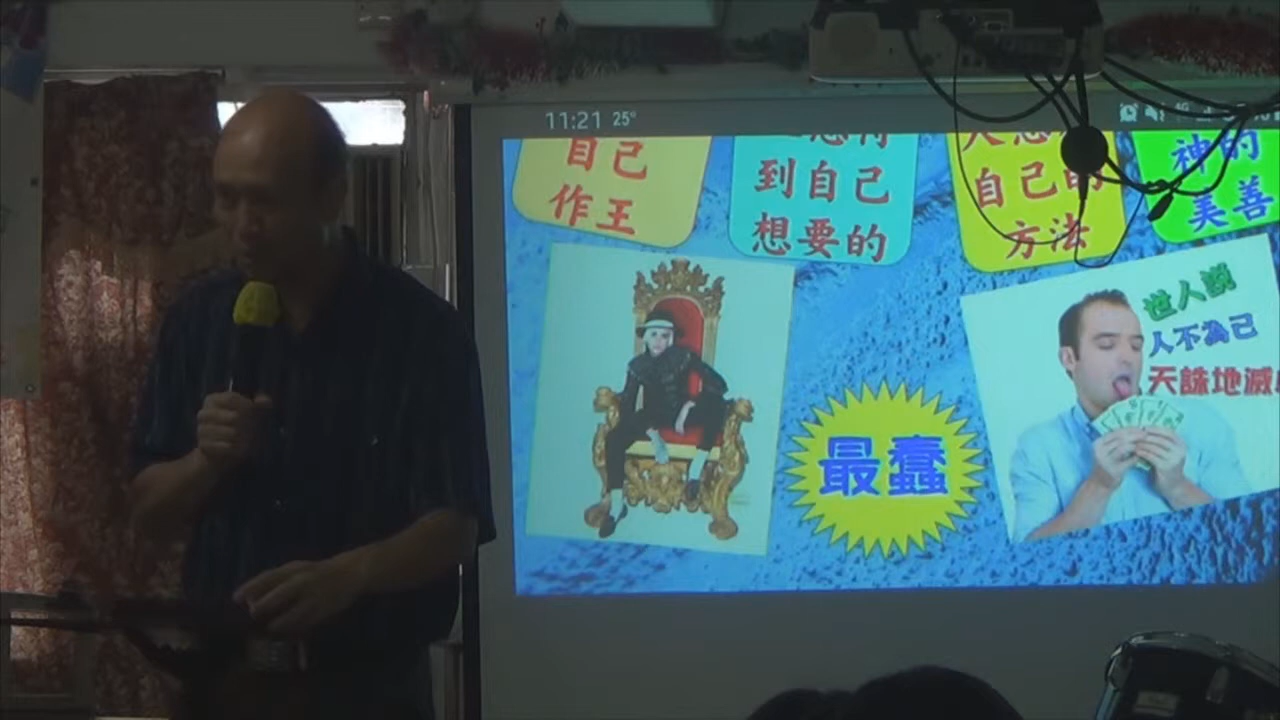 11:21 25°
自己
作王
到自己
想要的
自己的
方法
神的
美善
世人說
人不為己
天誅地滅
最蠢